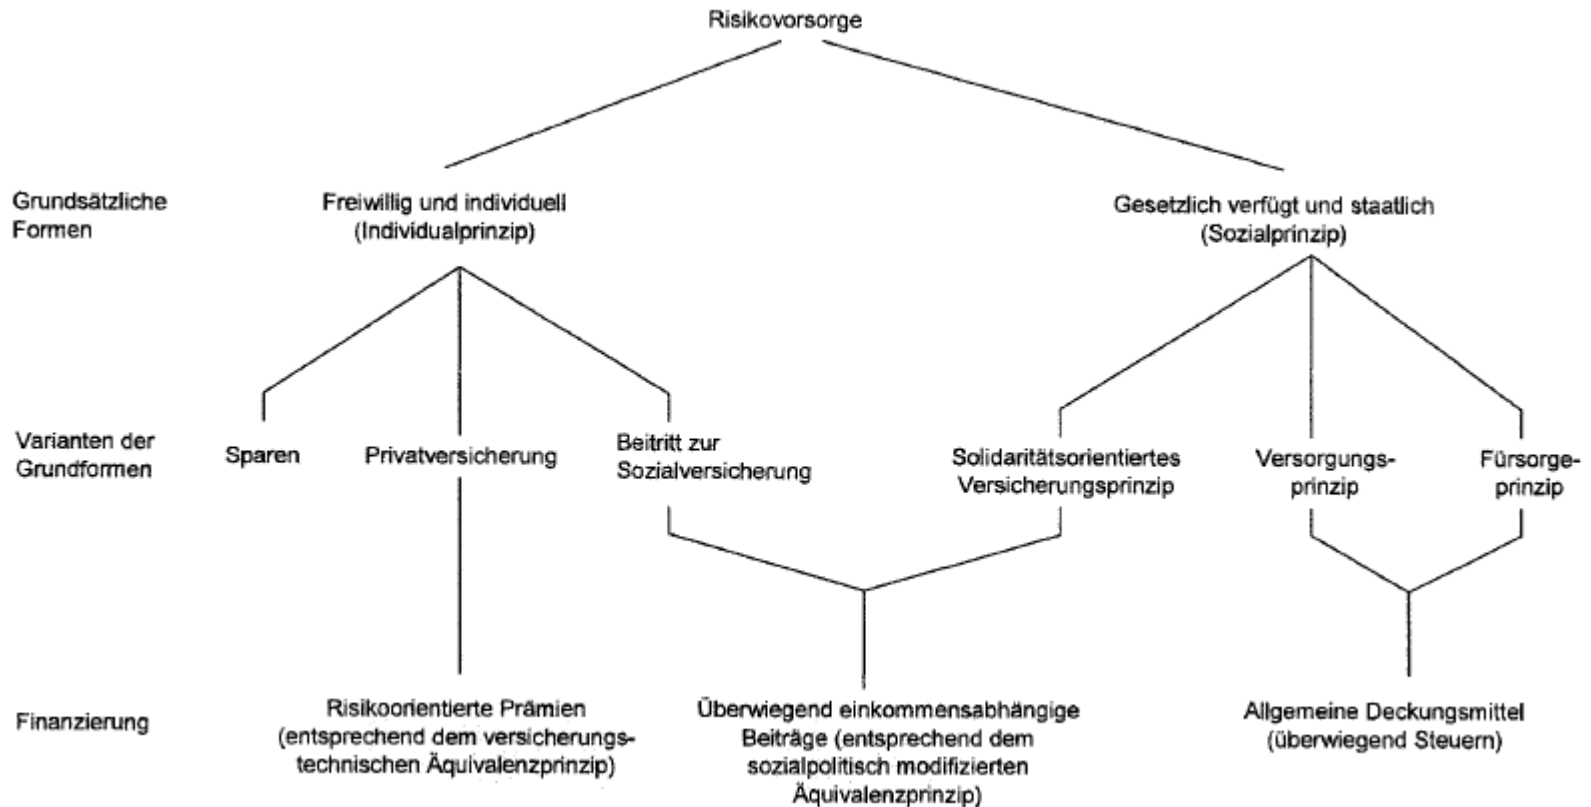 Risikovorsorge
Grundsätzliche
Formen
Freiwillig und individuell
(Individualprinzip)
Gesetzlich verfügt und staatlich
(Sozialprinzip)
Varianten der
Grundformen
Sparen
Privatversicherung
Beitritt zur
Sozialversicherung
Solidaritätsorientiertes
Versicherungsprinzip
Versorgungs-
prinzip
Fürsorge-
prinzip
Finanzierung
Risikoorientierte Prämien
(entsprechend dem versicherungs-
technischen Äquivalenzprinzip)
Überwiegend einkommensabhängige
Beiträge (entsprechend dem
sozialpolitisch modifizierten
Äquivalenzprinzip)
Allgemeine Deckungsmittel
(überwiegend Steuern)